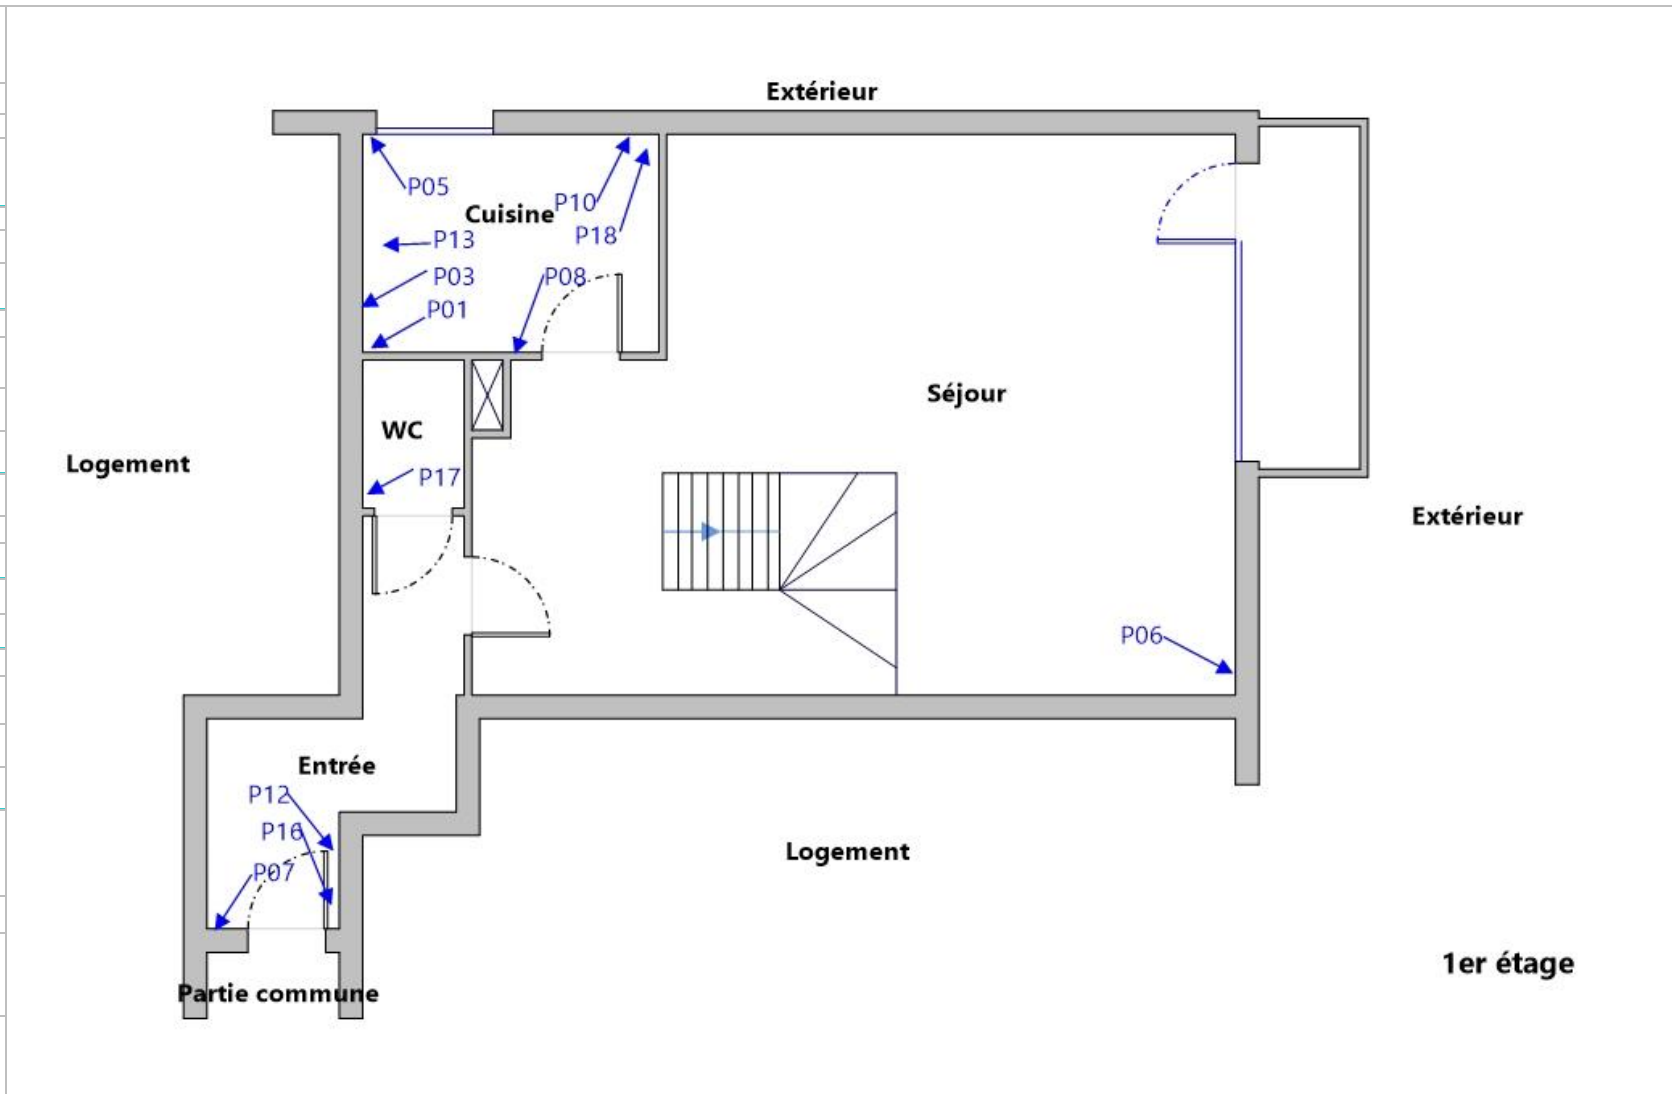 Extérieur
P05
P10
Cuisine
P18
P13
P03
P08
P01
Séjour
WC
Logement
P17
Extérieur
P06
Entrée
P12
P16
Logement
P07
1er étage
Partie commune